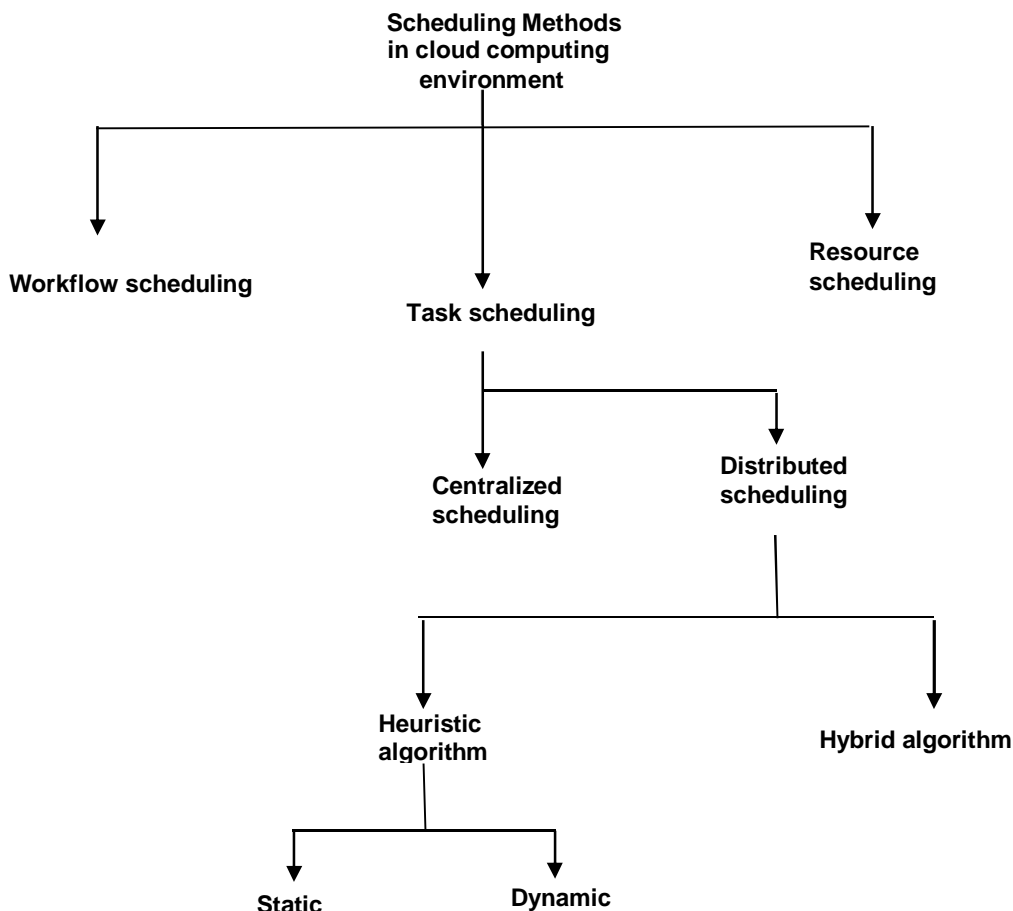 Scheduling Methods
in cloud computing
environment
Workflow scheduling
Resource
scheduling
Task scheduling
Centralized
scheduling
Distributed
scheduling
Heuristic
algorithm
Hybrid algorithm
Static
Dynamic